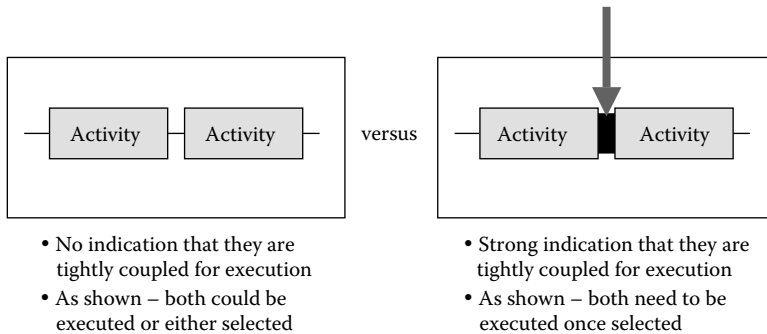 Activity
Activity
versus
Activity
Activity
• No indication that they are
tightly coupled for execution
• As shown – both could be
executed or either selected
• Strong indication that they are
tightly coupled for execution
• As shown – both need to be
executed once selected